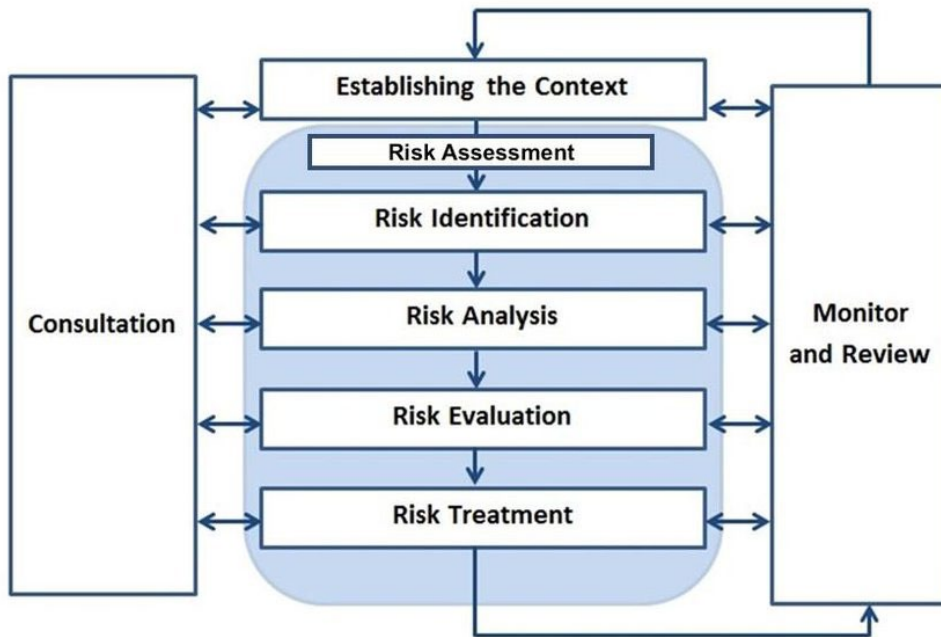 Establishing the Context
Risk Assessment
Risk Identification
Consultation
Risk Analysis
Monitor
and Review
Risk Evaluation
Risk Treatment